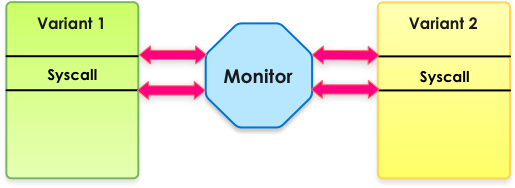 Variant 1
Syscall
Monitor
Variant 2
Syscall